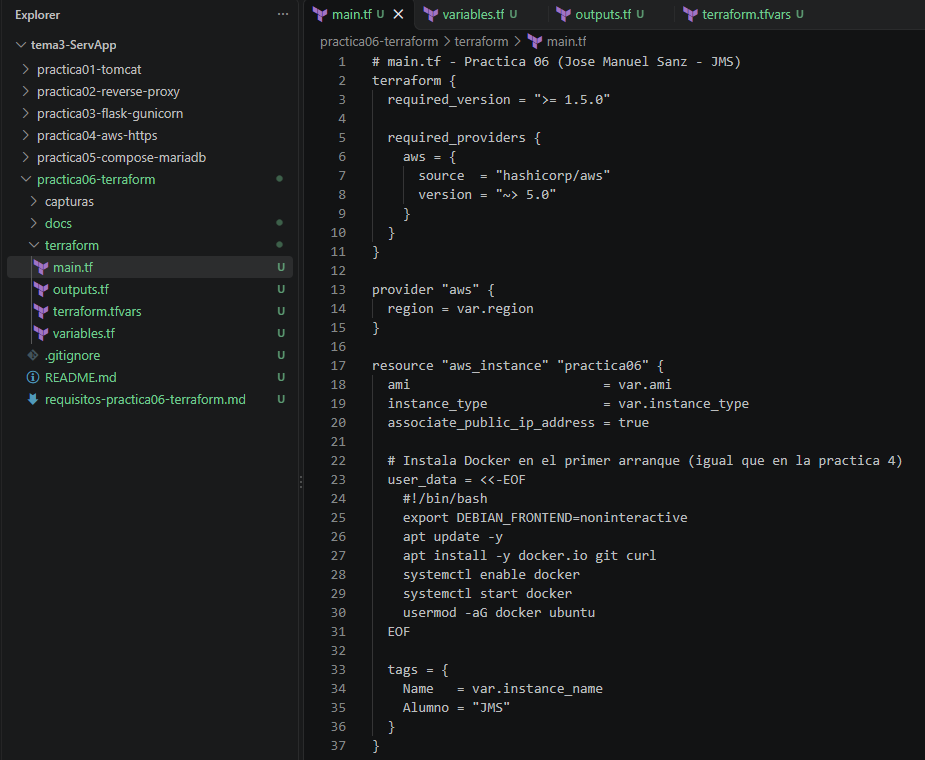 Explorer
tema3-ServApp
practica01-tomcat
practica02-reverse-proxy
practica03-flask-gunicorn
practica04-aws-https
practica05-compose-mariadb
practica06-terraform
capturas
docs
terraform
main.tf U
outputs.tf U
terraform.tfvars U
variables.tf U
.gitignore U
README.md U
requisitos-practica06-terraform.md U
main.tf U variables.tf U outputs.tf U terraform.tfvars U
practica06-terraform > terraform > main.tf
1 # main.tf - Practica 06 (Jose Manuel Sanz - JMS)
2 terraform {
3   required_version = ">= 1.5.0"
4
5   required_providers {
6     aws = {
7       source  = "hashicorp/aws"
8       version = "~> 5.0"
9     }
10   }
11 }
12
13 provider "aws" {
14   region = var.region
15 }
16
17 resource "aws_instance" "practica06" {
18   ami                         = var.ami
19   instance_type               = var.instance_type
20   associate_public_ip_address = true
21
22   # Instala Docker en el primer arranque (igual que en la practica 4)
23   user_data = <<-EOF
24     #!/bin/bash
25     export DEBIAN_FRONTEND=noninteractive
26     apt update -y
27     apt install -y docker.io git curl
28     systemctl enable docker
29     systemctl start docker
30     usermod -aG docker ubuntu
31   EOF
32
33   tags = {
34     Name   = var.instance_name
35     Alumno = "JMS"
36   }
37 }